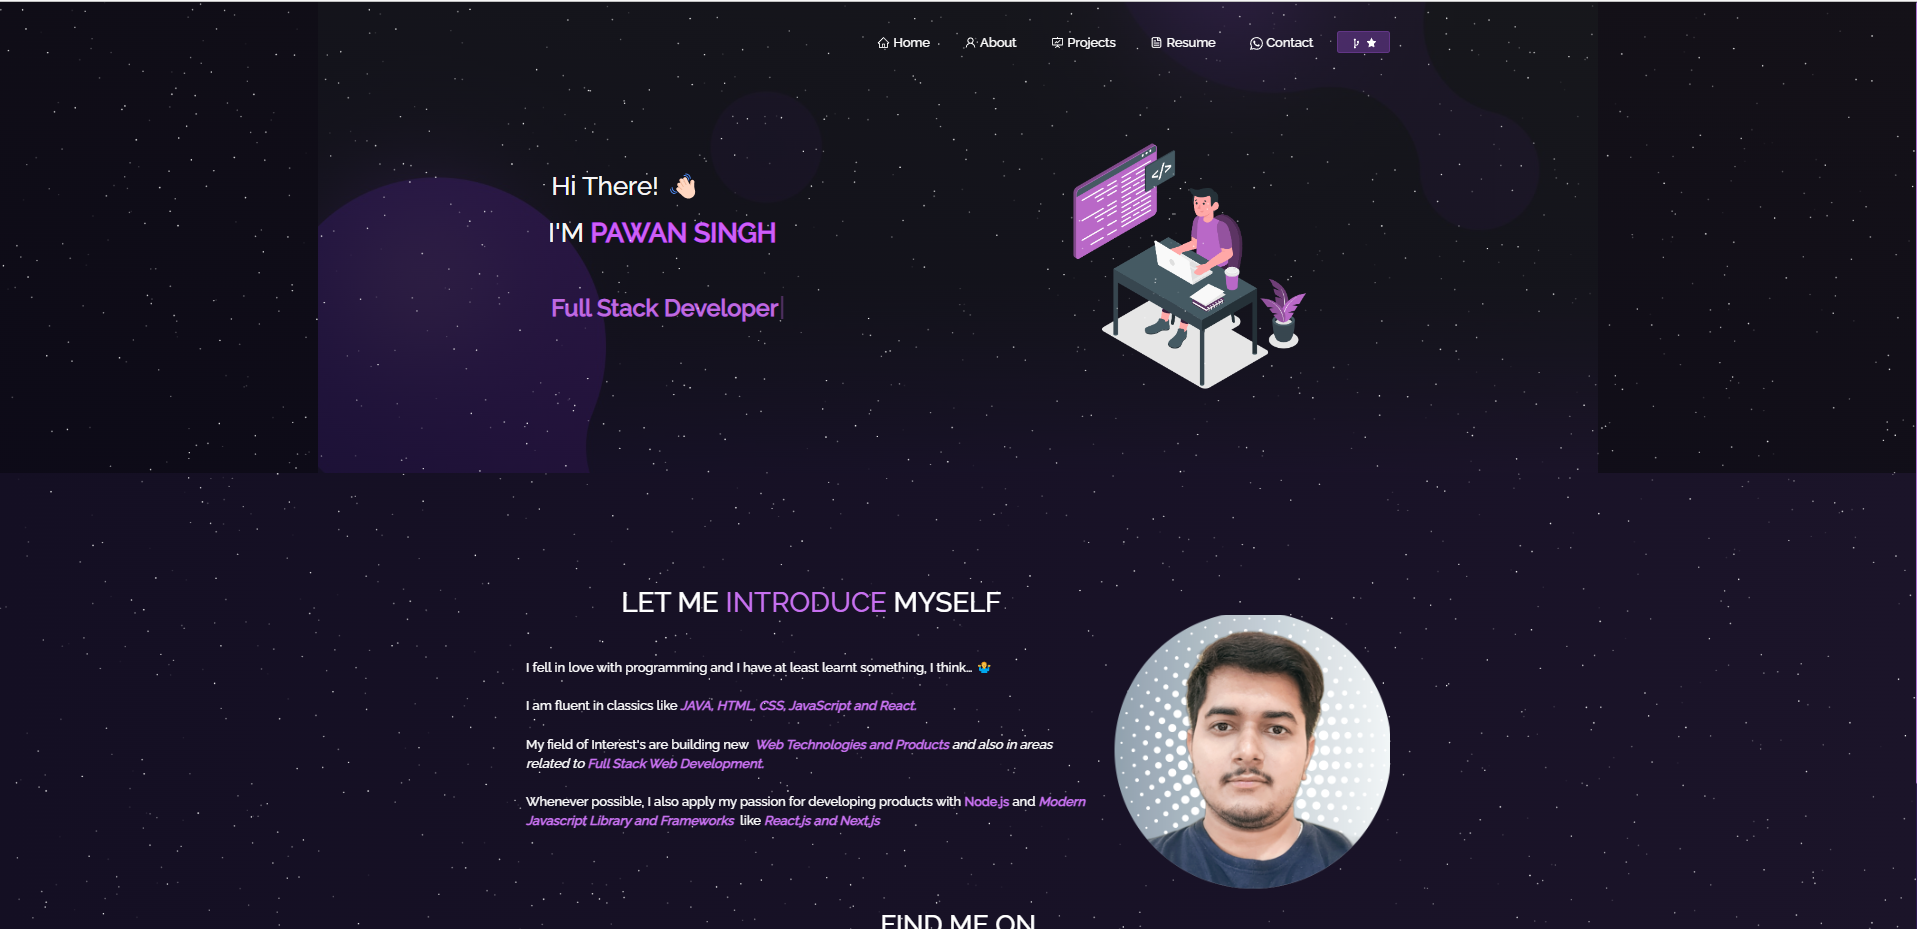 Home About Projects Resume Contact
</>
Hi There! 👋🏻
I'M PAWAN SINGH
Full Stack Developer|
LET ME INTRODUCE MYSELF
I fell in love with programming and I have at least learnt something, I think… 🤷‍♂️
I am fluent in classics like JAVA, HTML, CSS, JavaScript and React.
My field of Interest's are building new Web Technologies and Products and also in areas
related to Full Stack Web Development.
Whenever possible, I also apply my passion for developing products with Node.js and Modern
Javascript Library and Frameworks like React.js and Next.js
FIND ME ON